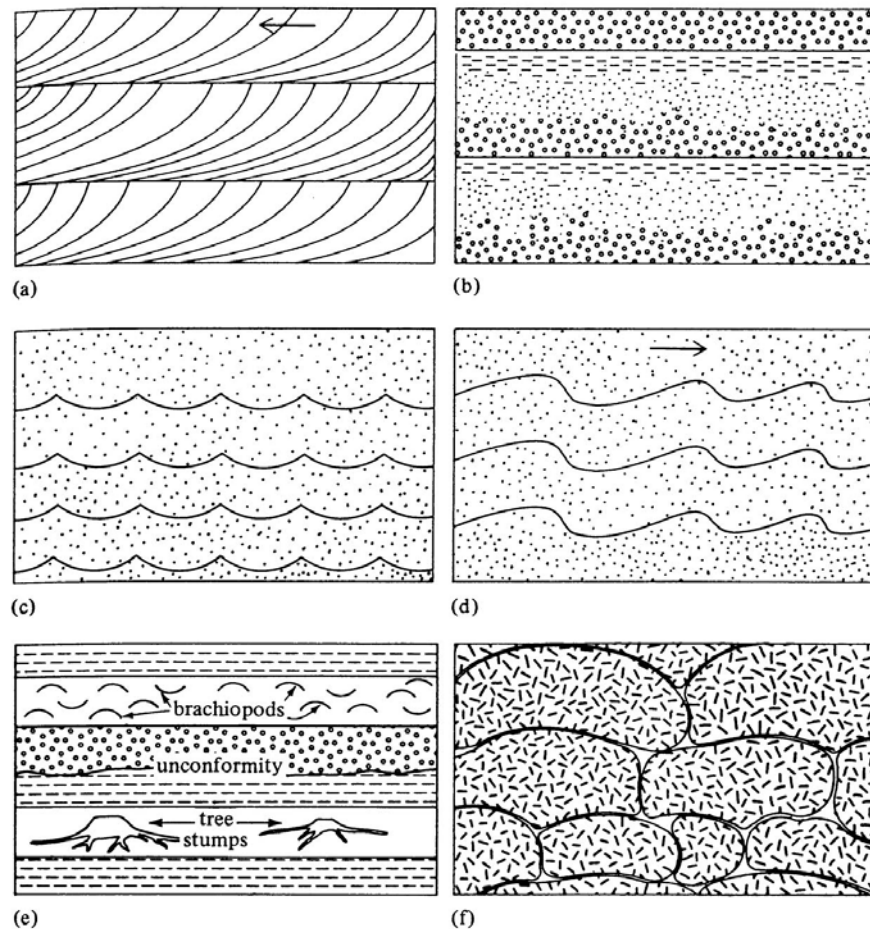 (a)
(b)
(c)
(d)
brachiopods
unconformity
tree
stumps
(e)
(f)